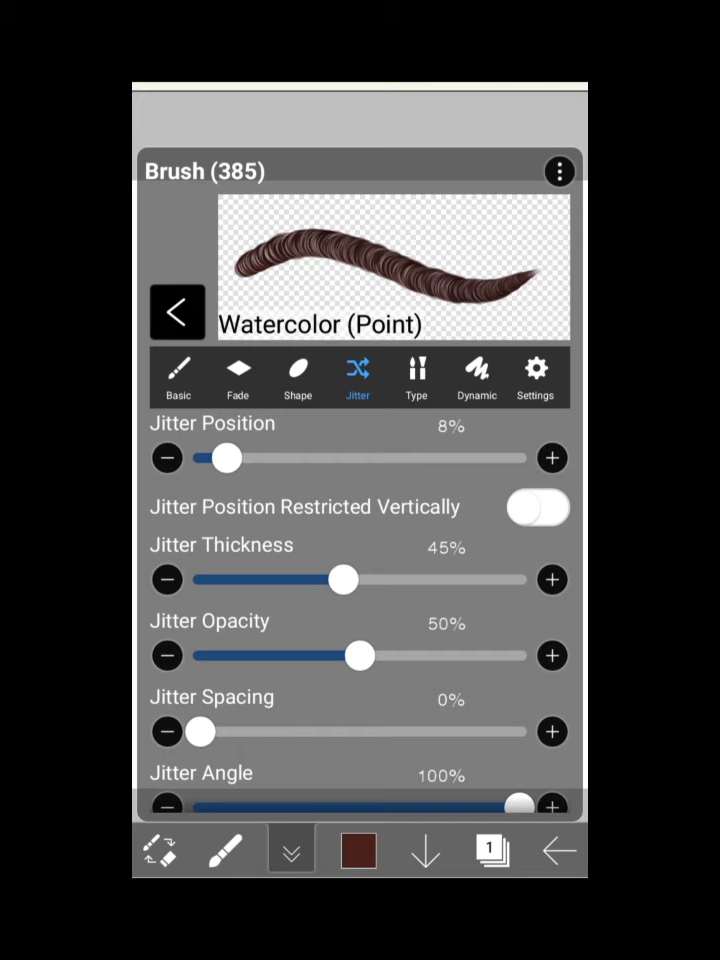 Brush (385)
Watercolor (Point)
Basic Fade Shape Jitter Type Dynamic Settings
Jitter Position 8%
Jitter Position Restricted Vertically
Jitter Thickness 45%
Jitter Opacity 50%
Jitter Spacing 0%
Jitter Angle 100%
1